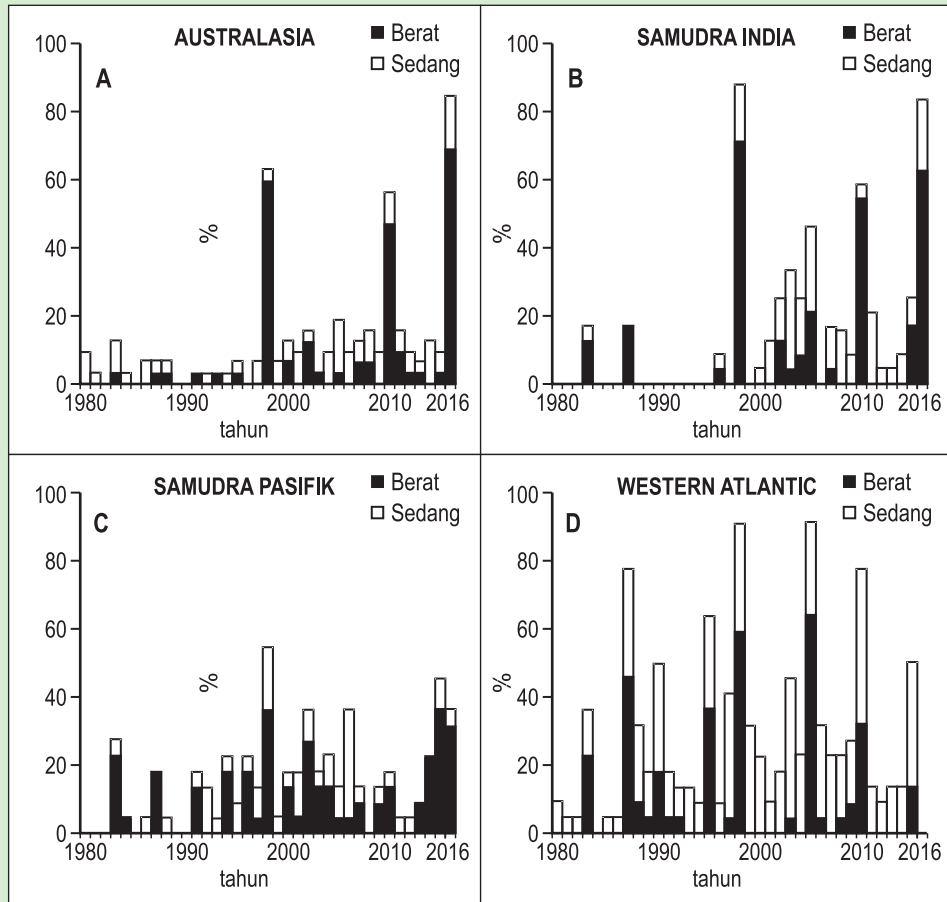 AUSTRALASIA
Berat
Sedang
A
100
80
60
40
20
0
%
1980
1990
2000
2010
2016
tahun
SAMUDRA INDIA
Berat
Sedang
B
100
80
60
40
20
0
%
1980
1990
2000
2010
2016
tahun
SAMUDRA PASIFIK
Berat
Sedang
C
100
80
60
40
20
0
%
1980
1990
2000
2010
2016
tahun
WESTERN ATLANTIC
Berat
Sedang
D
100
80
60
40
20
0
%
1980
1990
2000
2010
2016
tahun